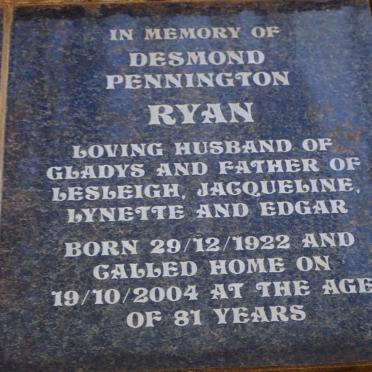 IN MEMORY OF
DESMOND
PENNINGTON
RYAN
LOVING HUSBAND OF
GLADYS AND FATHER OF
LESLEIGH, JACQUELINE,
LYNETTE AND EDGAR
BORN 29/12/1922 AND
CALLED HOME ON
19/10/2004 AT THE AGE
OF 81 YEARS